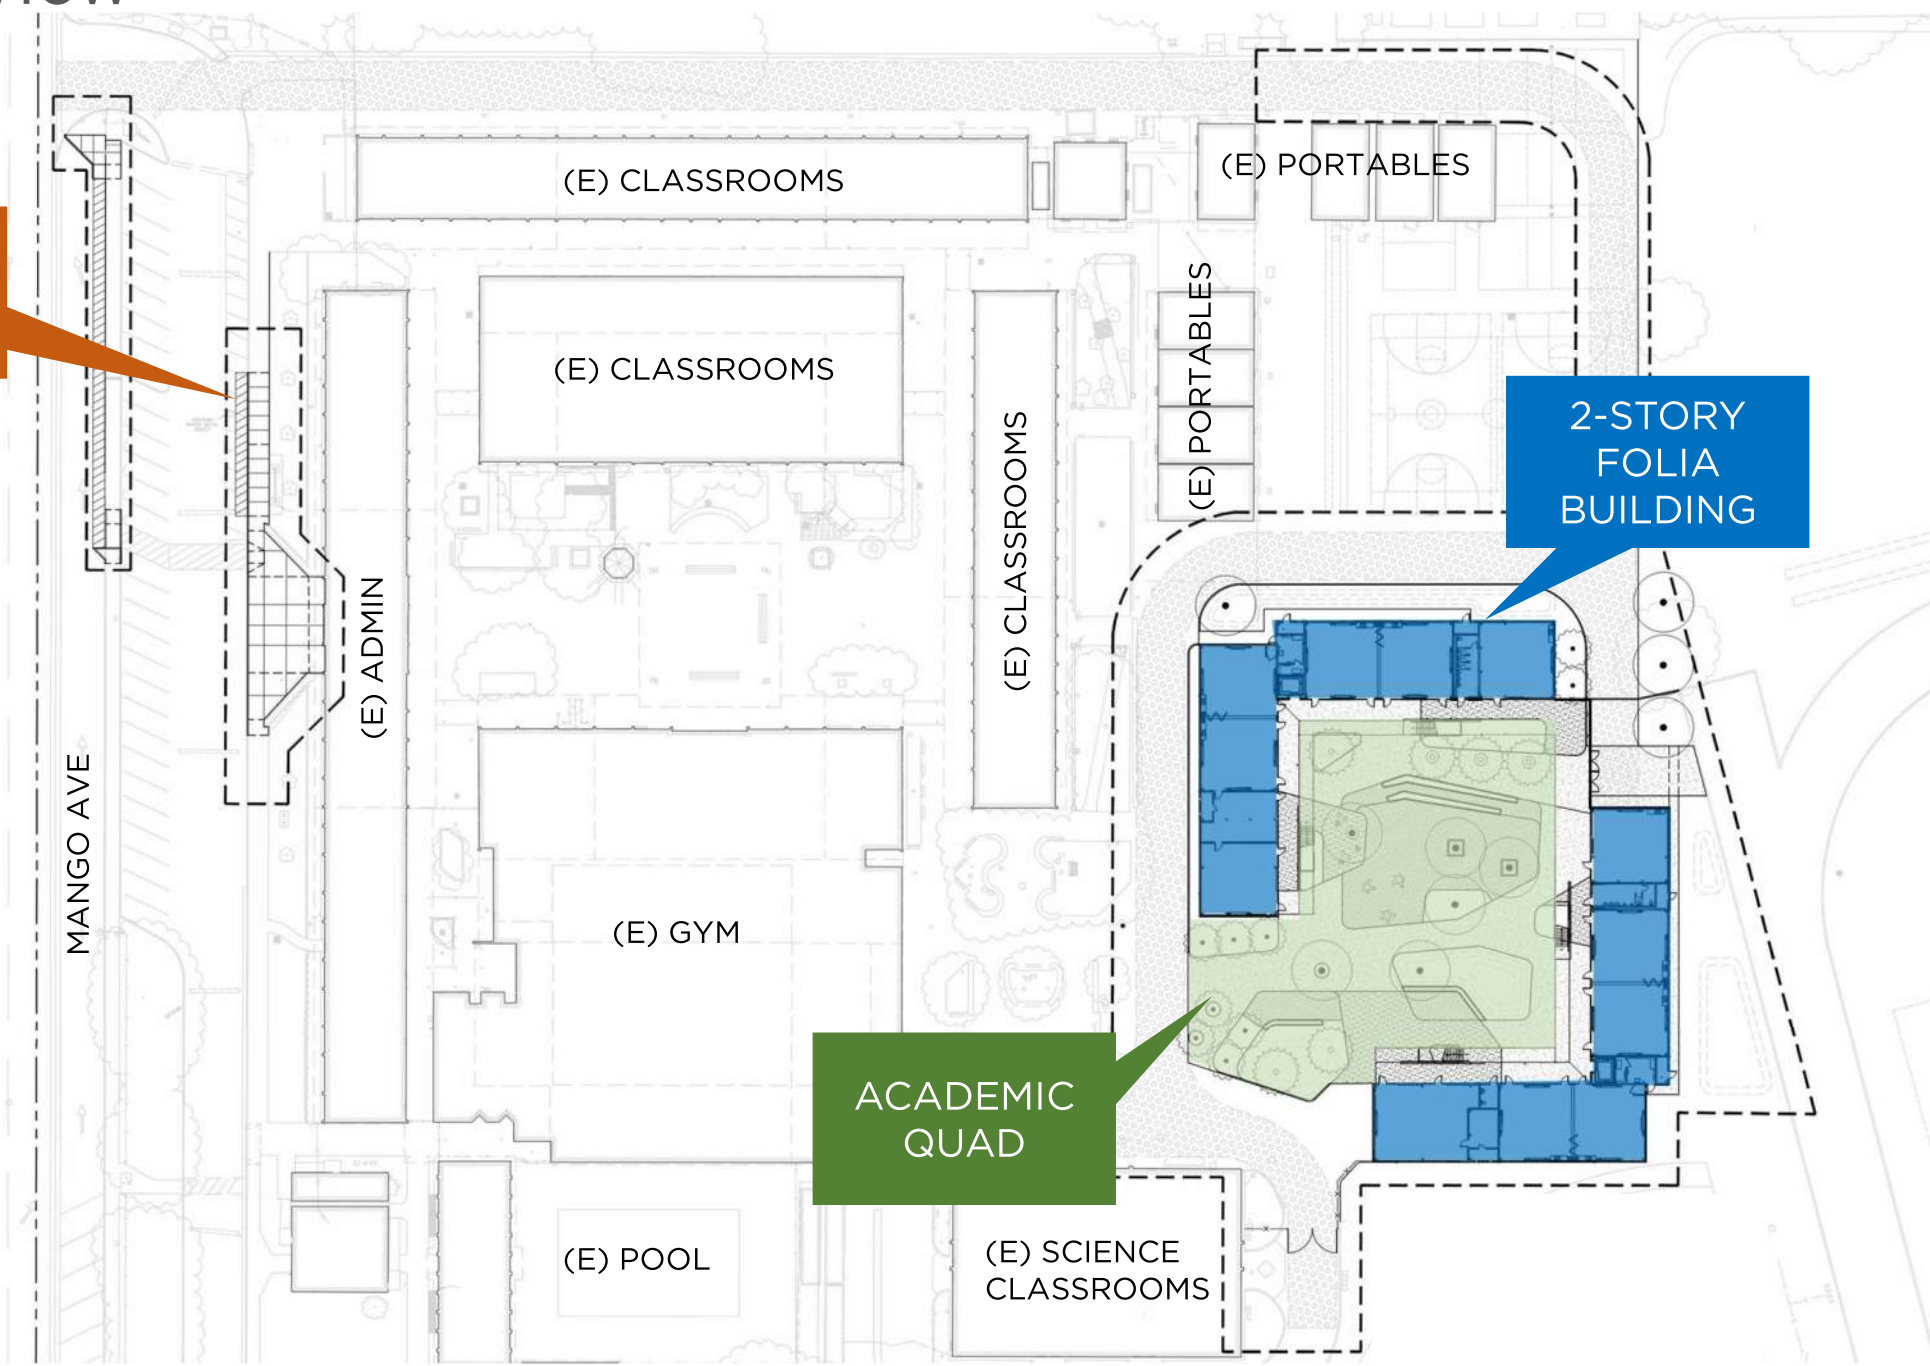 (E) CLASSROOMS
(E) PORTABLES
(E) CLASSROOMS
(E) PORTABLES
(E) CLASSROOMS
2-STORY
FOLIA
BUILDING
(E) ADMIN
MANGO AVE
(E) GYM
ACADEMIC
QUAD
(E) POOL
(E) SCIENCE
CLASSROOMS